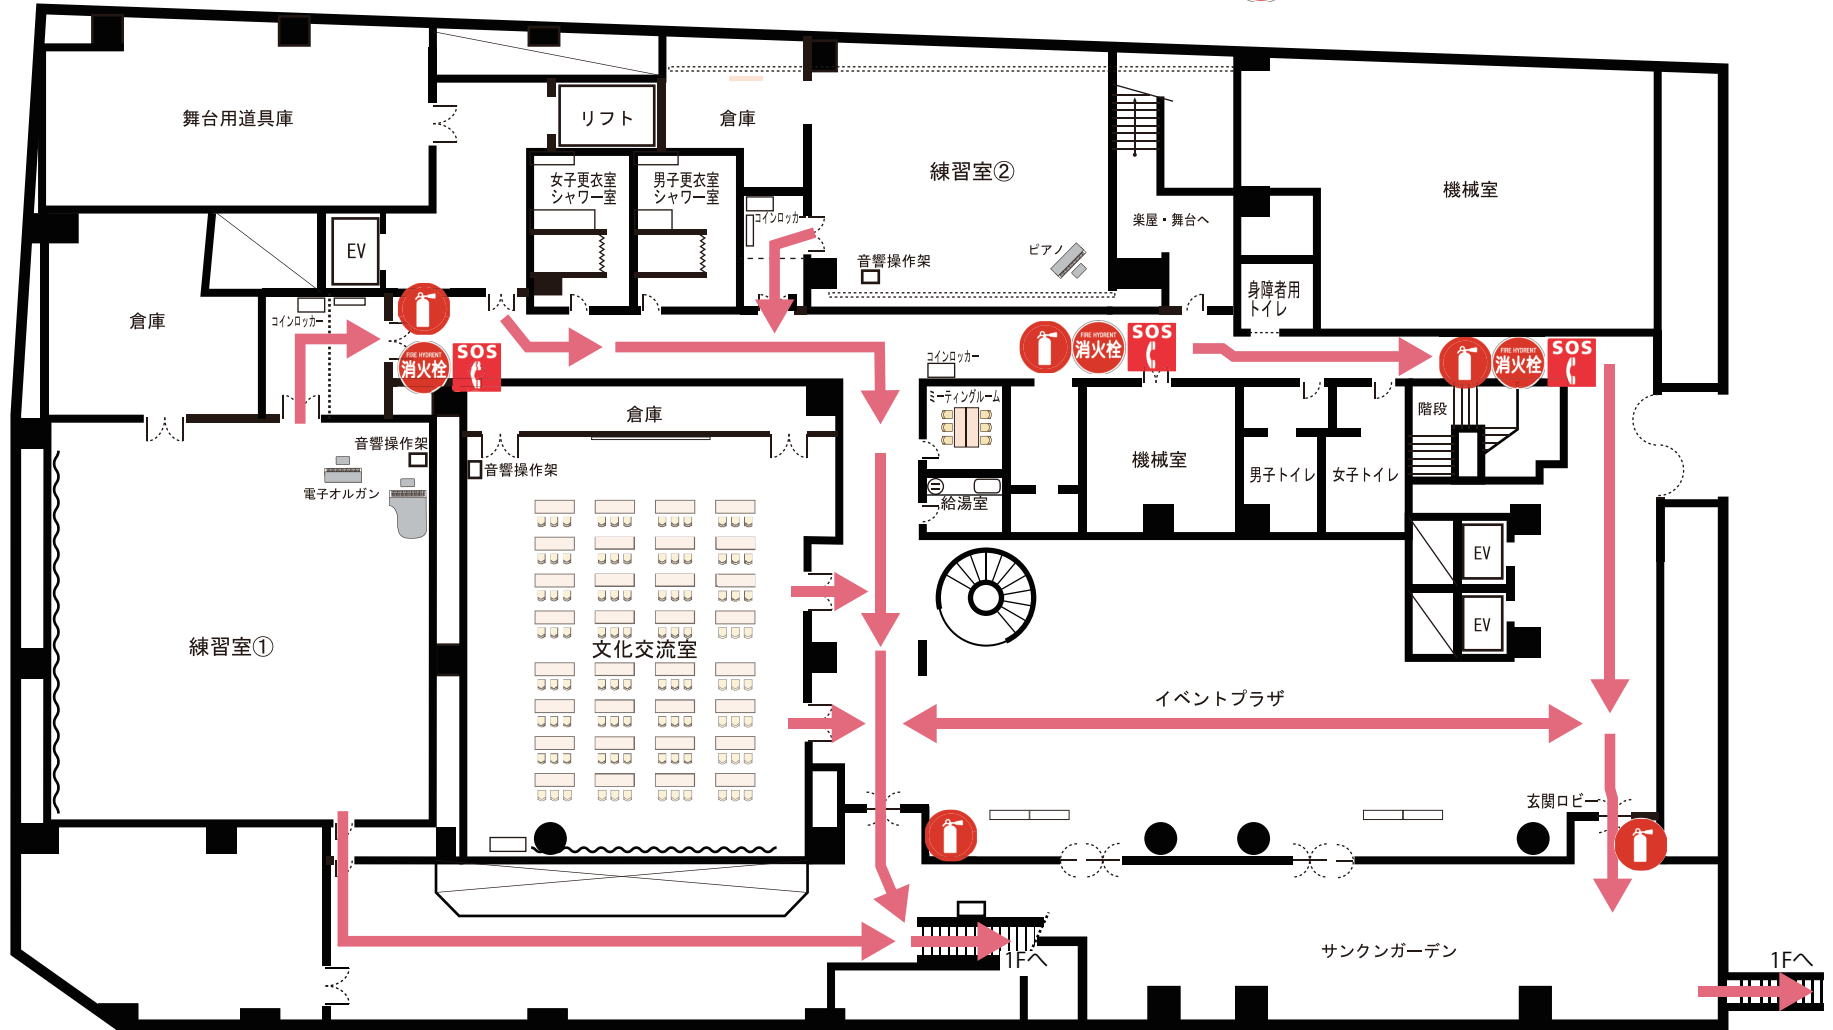 舞台用道具庫
リフト
倉庫
練習室②
機械室
女子更衣室
シャワー室
男子更衣室
シャワー室
コインロッカ
楽屋・舞台へ
EV
音響操作架
ピアノ
身障者用
トイレ
倉庫
コインロッカー
FIRE HYDRENT
消火栓
SOS
FIRE HYDRENT
消火栓
SOS
FIRE HYDRENT
消火栓
SOS
コインロッカー
ミーティングルーム
階段
倉庫
音響操作架
音響操作架
電子オルガン
機械室
男子トイレ
女子トイレ
給湯室
EV
EV
練習室①
文化交流室
イベントプラザ
玄関ロビー
サンクンガーデン
1Fへ
1Fへ